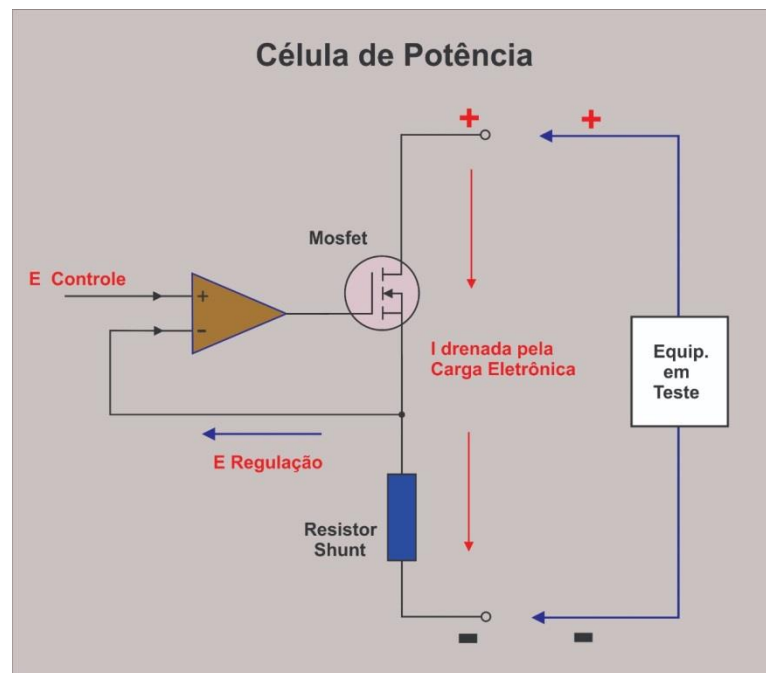 Célula de Potência
+
+
Mosfet
E Controle
+
-
I drenada pela
Carga Eletrônica
Equip.
em
Teste
E Regulação
Resistor
Shunt
-
-